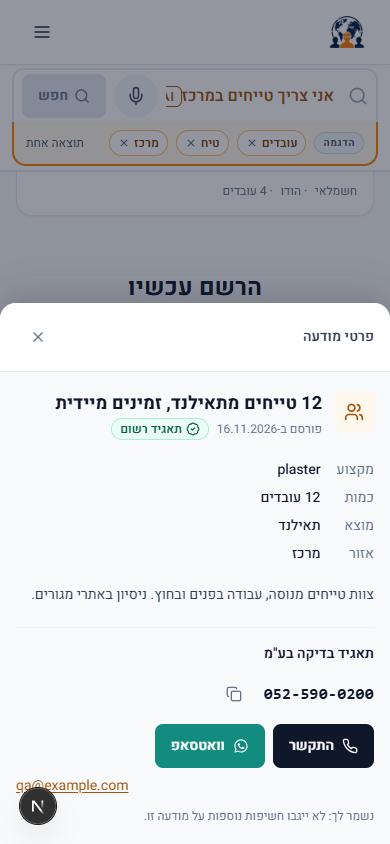 אני צריך טייחים במרכז
AI
חפש
הדגמה
עובדים
טיח
מרכז
תוצאה אחת
חשמלאי · הודו · 4 עובדים
הרשם עכשיו
פרטי מודעה
12 טייחים מתאילנד, זמינים מיידית
פורסם ב-16.11.2026 תאגיד רשום
מקצוע plaster
כמות 12 עובדים
מוצא תאילנד
אזור מרכז
צוות טייחים מנוסה, עבודה בפנים ובחוץ. ניסיון באתרי מגורים.
תאגיד בדיקה בע"מ
052-590-0200
התקשר
וואטסאפ
qa@example.com
N
נשמר לך: לא ייגבו חשיפות נוספות על מודעה זו.